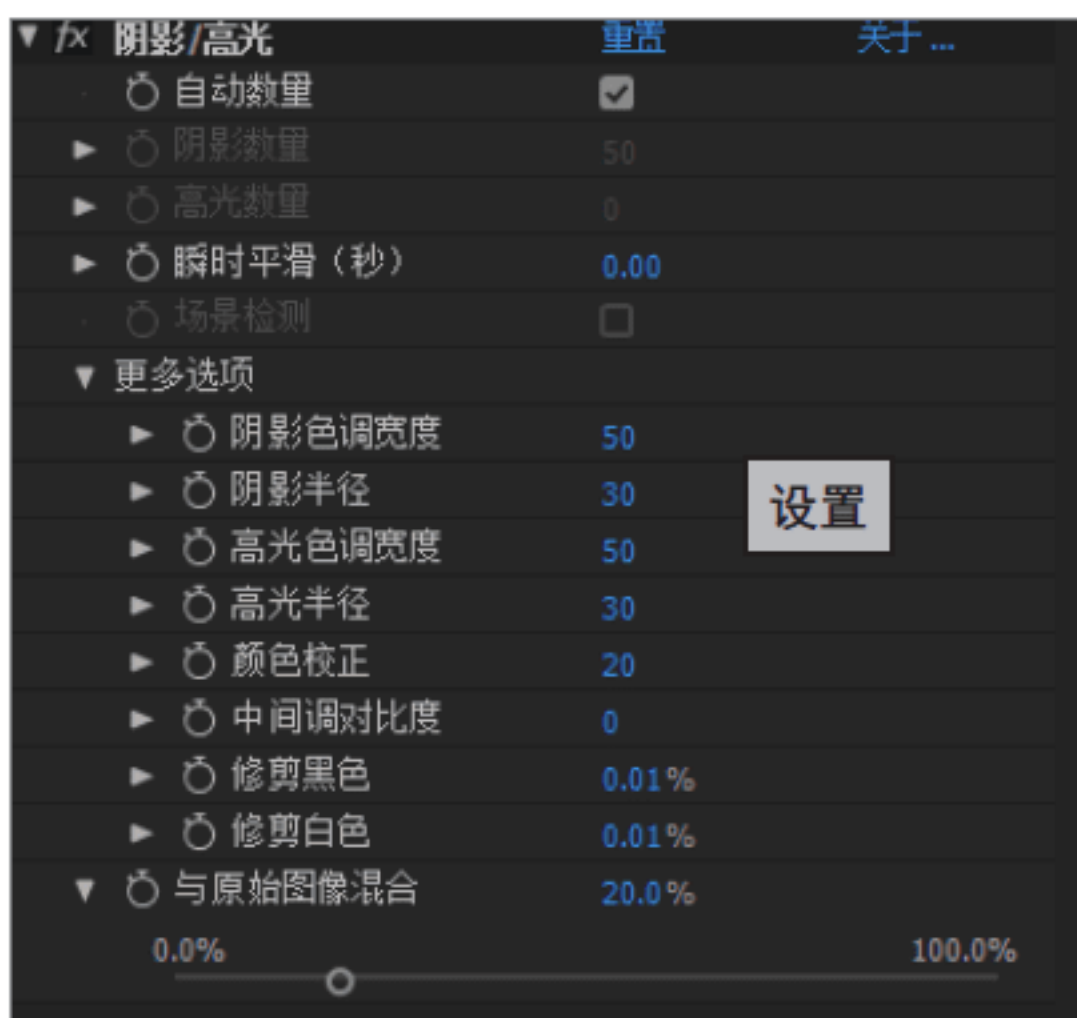 fx 阴影/高光 重置 关于...
自动数量
阴影数量 50
高光数量 0
瞬时平滑（秒） 0.00
场景检测
更多选项
阴影色调宽度 50
阴影半径 30
设置
高光色调宽度 50
高光半径 30
颜色校正 20
中间调对比度 0
修剪黑色 0.01%
修剪白色 0.01%
与原始图像混合 20.0%
0.0% 100.0%